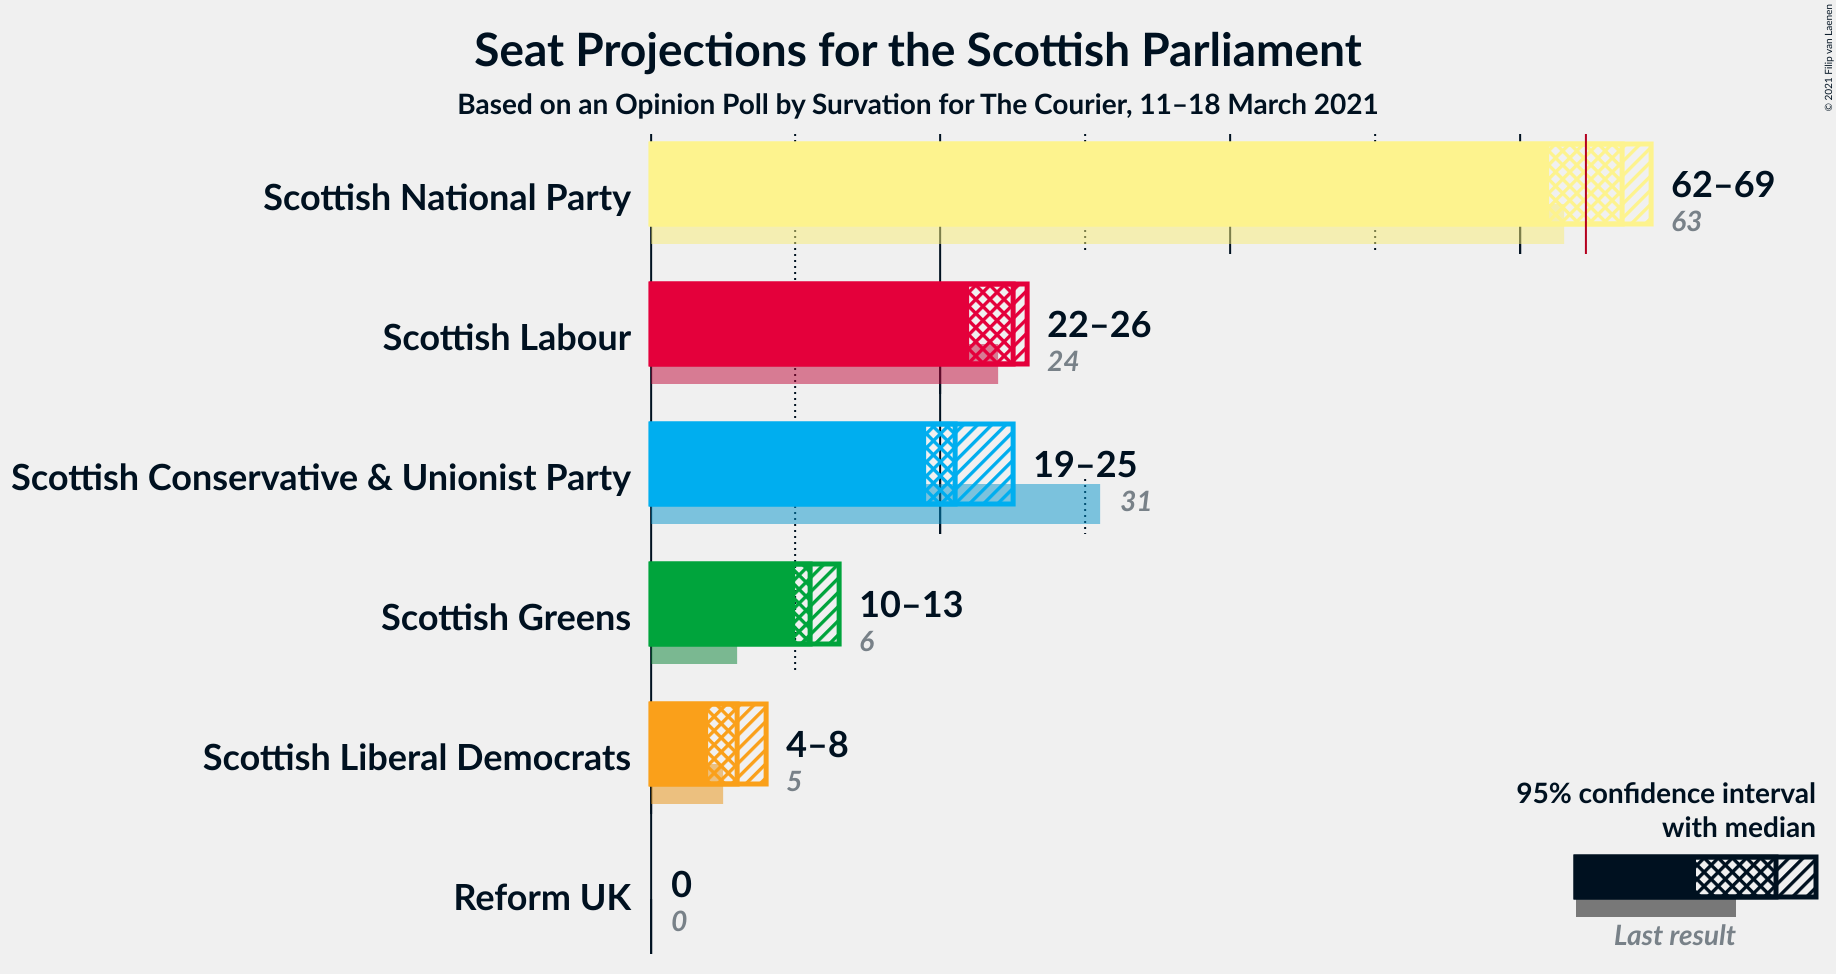 Seat Projections for the Scottish Parliament
Based on an Opinion Poll by Survation for The Courier, 11–18 March 2021
© 2021 Filip van Laenen
Scottish National Party
62–69
63
Scottish Labour
22–26
24
Scottish Conservative & Unionist Party
19–25
31
Scottish Greens
10–13
6
Scottish Liberal Democrats
4–8
5
Reform UK
0
0
95% confidence interval
with median
Last result